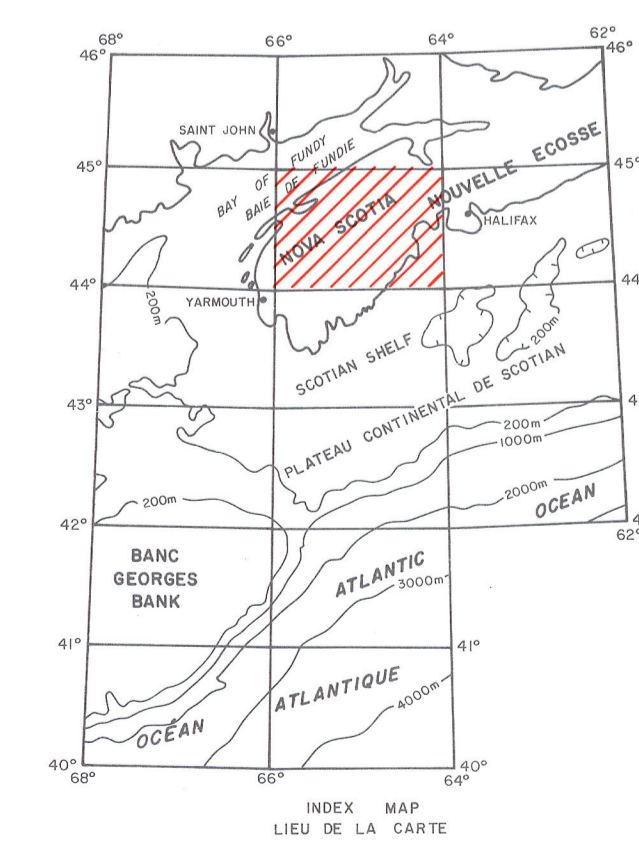 68°
66°
64°
62°
46°
46°
SAINT JOHN
BAY OF FUNDY
BAIE DE FUNDIE
45°
45°
NOVA SCOTIA
NOUVELLE ECOSSE
HALIFAX
44°
44
200m
YARMOUTH
200m
SCOTIAN SHELF
PLATEAU CONTINENTAL DE SCOTIAN
43°
4
200m
1000m
200m
2000m
OCEAN
42°
4
62°
BANC
GEORGES
BANK
ATLANTIC
3000m
41°
41°
ATLANTIQUE
4000m
OCÉAN
40°
40°
68°
66°
64°
INDEX MAP
LIEU DE LA CARTE